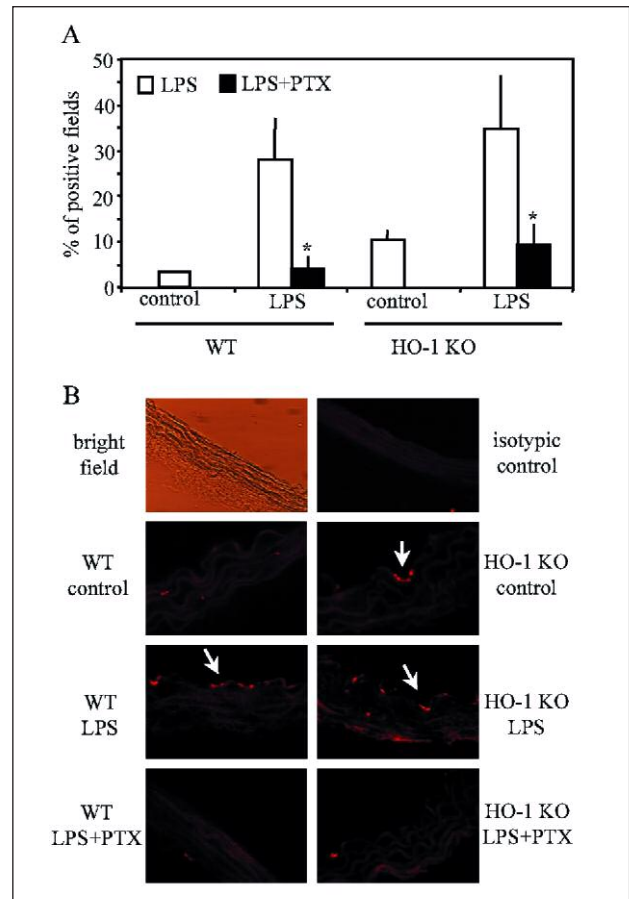 A
50
40
30
20
10
0
% of positive fields
LPS LPS+PTX
*
*
control LPS control LPS
WT HO-1 KO
B
bright
field
isotypic
control
WT
control
HO-1 KO
control
WT
LPS
HO-1 KO
LPS
WT
LPS+PTX
HO-1 KO
LPS+PTX